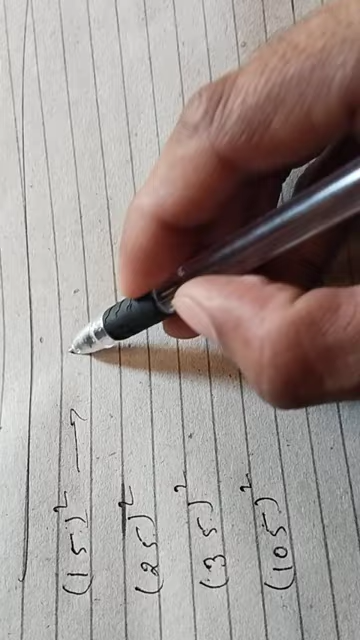 (15)² →
(25)²
(35)²
(105)²